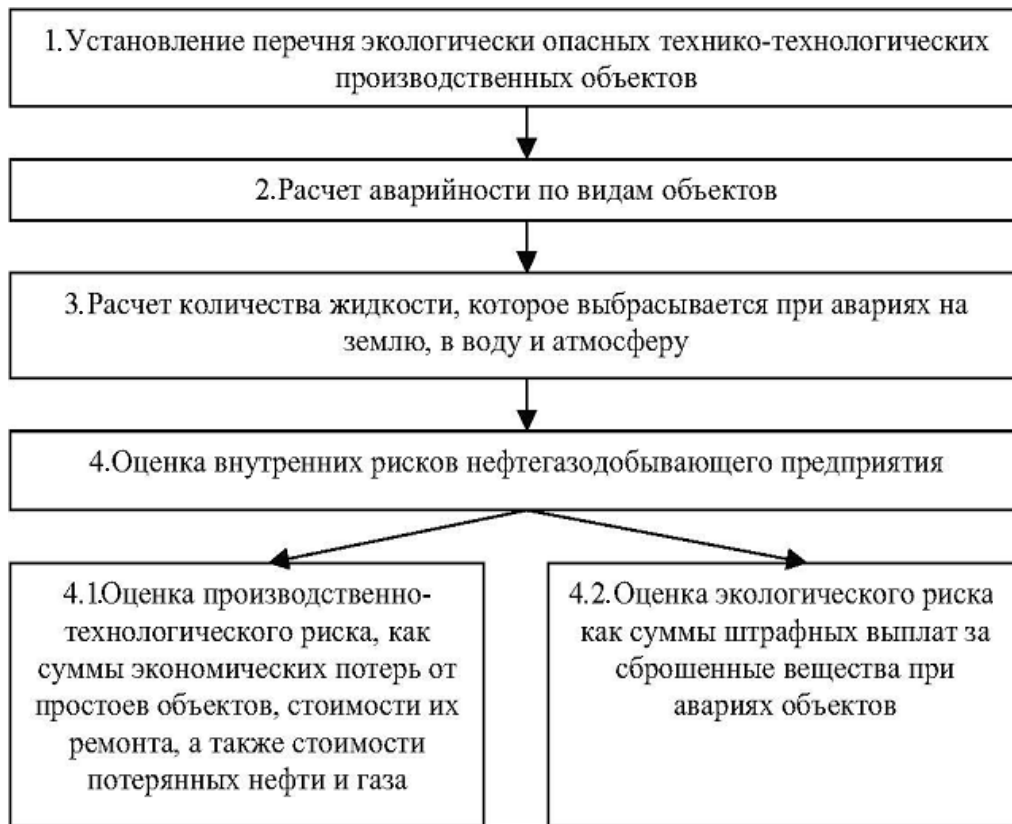 1.Установление перечня экологически опасных технико-технологических
производственных объектов
2.Расчет аварийности по видам объектов
3.Расчет количества жидкости, которое выбрасывается при авариях на
землю, в воду и атмосферу
4.Оценка внутренних рисков нефтегазодобывающего предприятия
4.1.Оценка производственно-
технологического риска, как
суммы экономических потерь от
простоев объектов, стоимости их
ремонта, а также стоимости
потерянных нефти и газа
4.2.Оценка экологического риска
как суммы штрафных выплат за
сброшенные вещества при
авариях объектов